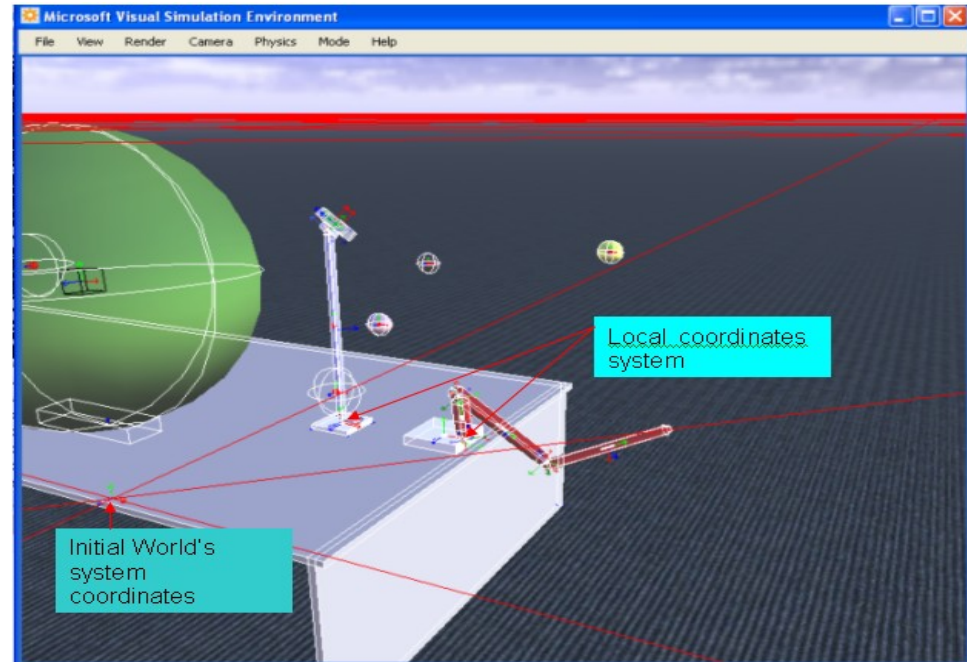 Microsoft Visual Simulation Environment
File View Render Camera Physics Mode Help
Local coordinates
system
Initial World's
system
coordinates